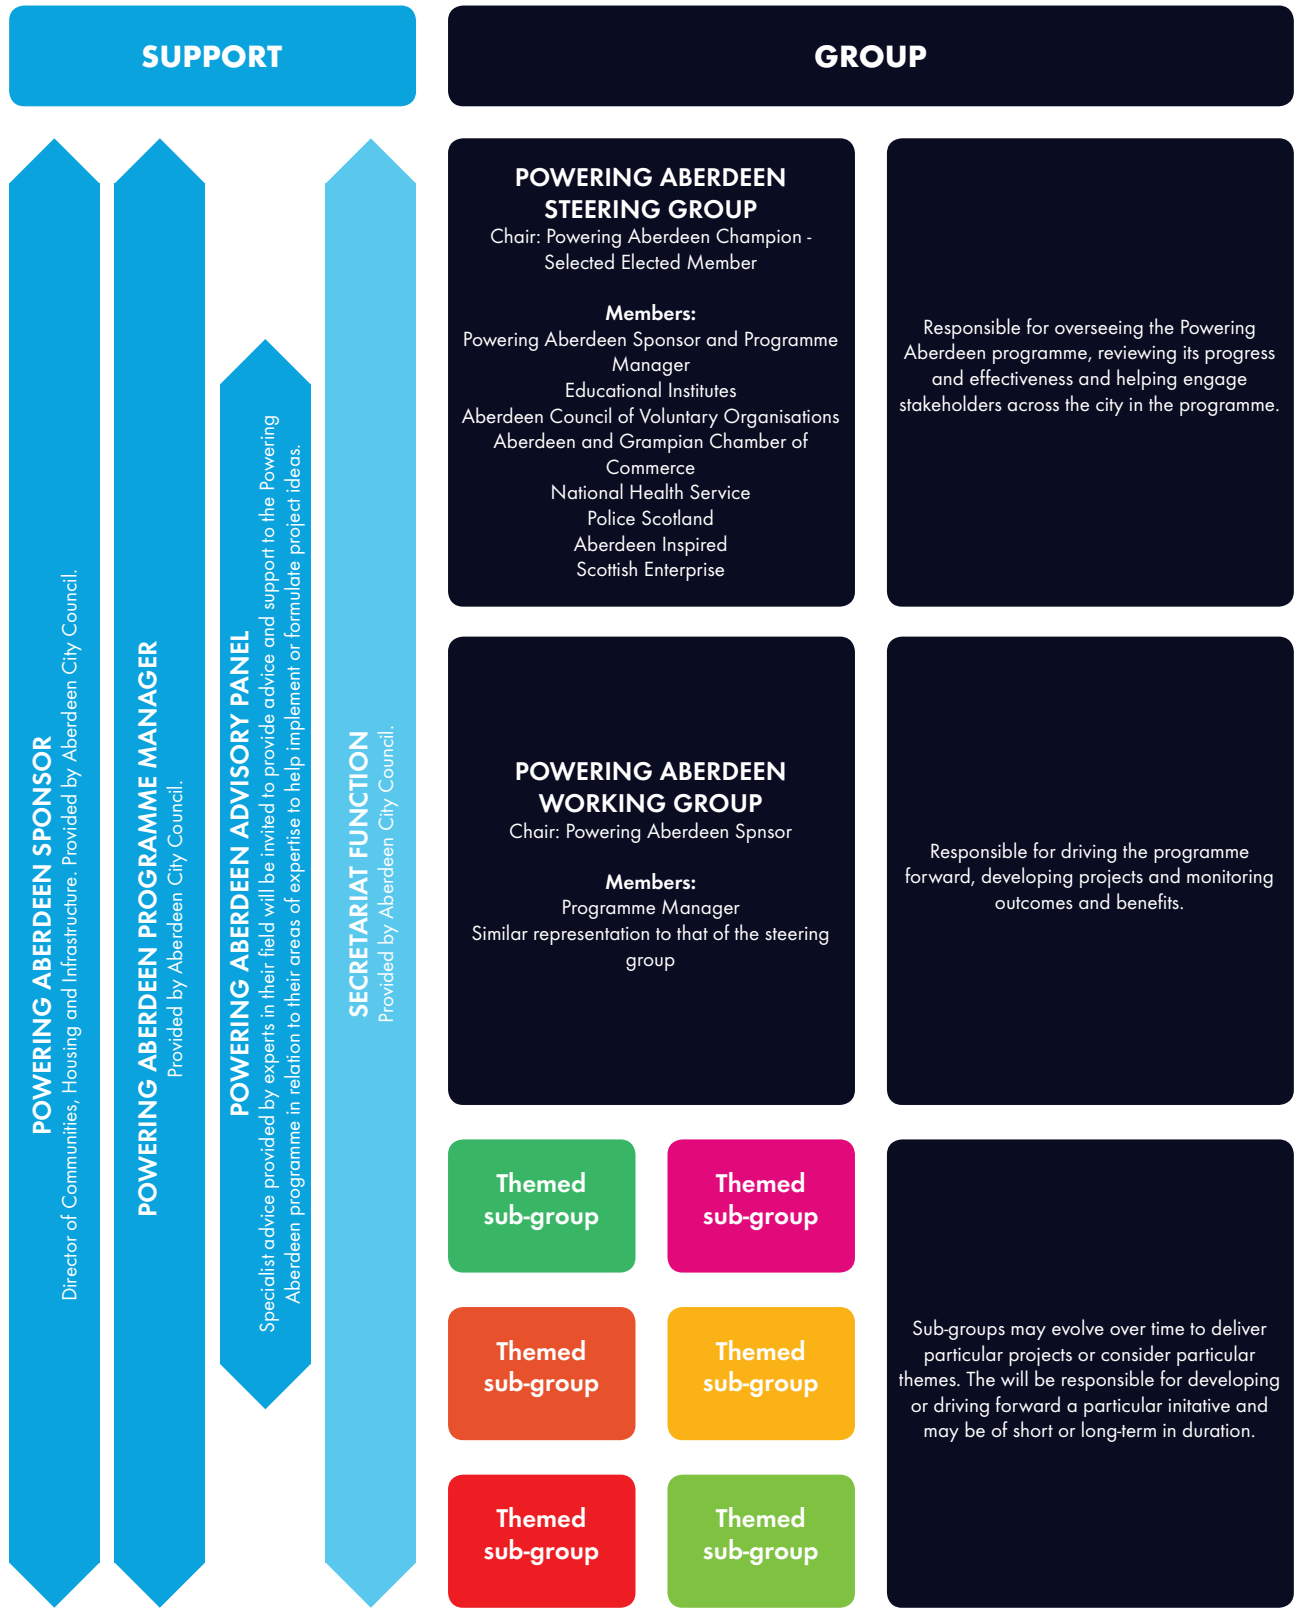 SUPPORT
GROUP
POWERING ABERDEEN SPONSOR
Director of Communities, Housing and Infrastructure. Provided by Aberdeen City Council.
POWERING ABERDEEN PROGRAMME MANAGER
Provided by Aberdeen City Council.
POWERING ABERDEEN ADVISORY PANEL
Specialist advice provided by experts in their field will be invited to provide advice and support to the Powering
Aberdeen programme in relation to their areas of expertise to help implement or formulate project ideas.
SECRETARIAT FUNCTION
Provided by Aberdeen City Council.
POWERING ABERDEEN
STEERING GROUP
Chair: Powering Aberdeen Champion -
Selected Elected Member
Members:
Powering Aberdeen Sponsor and Programme
Manager
Educational Institutes
Aberdeen Council of Voluntary Organisations
Aberdeen and Grampian Chamber of
Commerce
National Health Service
Police Scotland
Aberdeen Inspired
Scottish Enterprise
Responsible for overseeing the Powering
Aberdeen programme, reviewing its progress
and effectiveness and helping engage
stakeholders across the city in the programme.
POWERING ABERDEEN
WORKING GROUP
Chair: Powering Aberdeen Spnsor
Members:
Programme Manager
Similar representation to that of the steering
group
Responsible for driving the programme
forward, developing projects and monitoring
outcomes and benefits.
Themed
sub-group
Themed
sub-group
Themed
sub-group
Themed
sub-group
Themed
sub-group
Themed
sub-group
Sub-groups may evolve over time to deliver
particular projects or consider particular
themes. The will be responsible for developing
or driving forward a particular initative and
may be of short or long-term in duration.